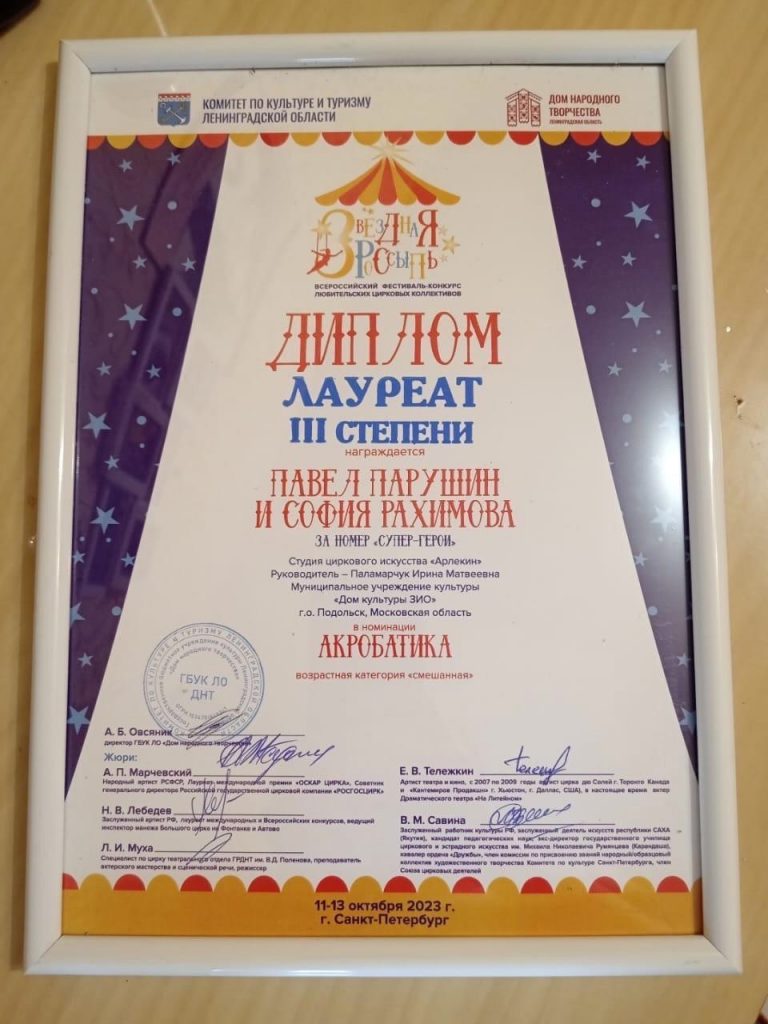 КОМИТЕТ ПО КУЛЬТУРЕ И ТУРИЗМУ
ЛЕНИНГРАДСКОЙ ОБЛАСТИ
ДОМ НАРОДНОГО
ТВОРЧЕСТВА
ЛЕНИНГРАДСКАЯ ОБЛАСТЬ
ЗВЕЗДНАЯ
РОССЫПЬ
ВСЕРОССИЙСКИЙ ФЕСТИВАЛЬ-КОНКУРС
ЛЮБИТЕЛЬСКИХ ЦИРКОВЫХ КОЛЛЕКТИВОВ
ДИПЛОМ
ЛАУРЕАТ
III СТЕПЕНИ
награждается
ПАВЕЛ ПАРУШИН
И СОФИЯ РАХИМОВА
ЗА НОМЕР «СУПЕР-ГЕРОИ»
Студия циркового искусства «Арлекин»
Руководитель – Паламарчук Ирина Матвеевна
Муниципальное учреждение культуры
«Дом культуры ЗИО»
г.о. Подольск, Московская область
в номинации
АКРОБАТИКА
возрастная категория «смешанная»
ГБУК ЛО
ДНТ
А. Б. Овсяник
директор ГБУК ЛО «Дом народного творчества»
Жюри:
А. П. Марчевский
Народный артист РСФСР, Лауреат международной премии «ОСКАР ЦИРКА», Советник
генерального директора Российской государственной цирковой компании «РОСГОСЦИРК»
Н. В. Лебедев
Заслуженный артист РФ, лауреат международных и Всероссийских конкурсов, ведущий
инспектор манежа Большого цирка на Фонтанке и Автово
Л. И. Муха
Специалист по цирку театрального отдела ГРДНТ им. В.Д. Поленова, преподаватель
актерского мастерства и сценической речи, режиссер
Е. В. Тележкин
Артист театра и кино, с 2007 по 2009 годы артист цирка дю Солей г. Торонто Канада
и «Кантемиров Продакшн» г. Хьюстон, г. Даллас, США), в настоящее время актер
Драматического театра «На Литейном»
В. М. Савина
Заслуженный работник культуры РФ, заслуженный деятель искусств республики САХА
(Якутия), кандидат педагогических наук, экс-директор государственного училища
циркового и эстрадного искусства им. Михаила Николаевича Румянцева (Карандаша),
кавалер ордена «Дружбы», член комиссии по присвоению званий народный/образцовый
коллектив художественного творчества Комитета по культуре Санкт-Петербурга, член
Союза цирковых деятелей
11-13 октября 2023 г.
г. Санкт-Петербург